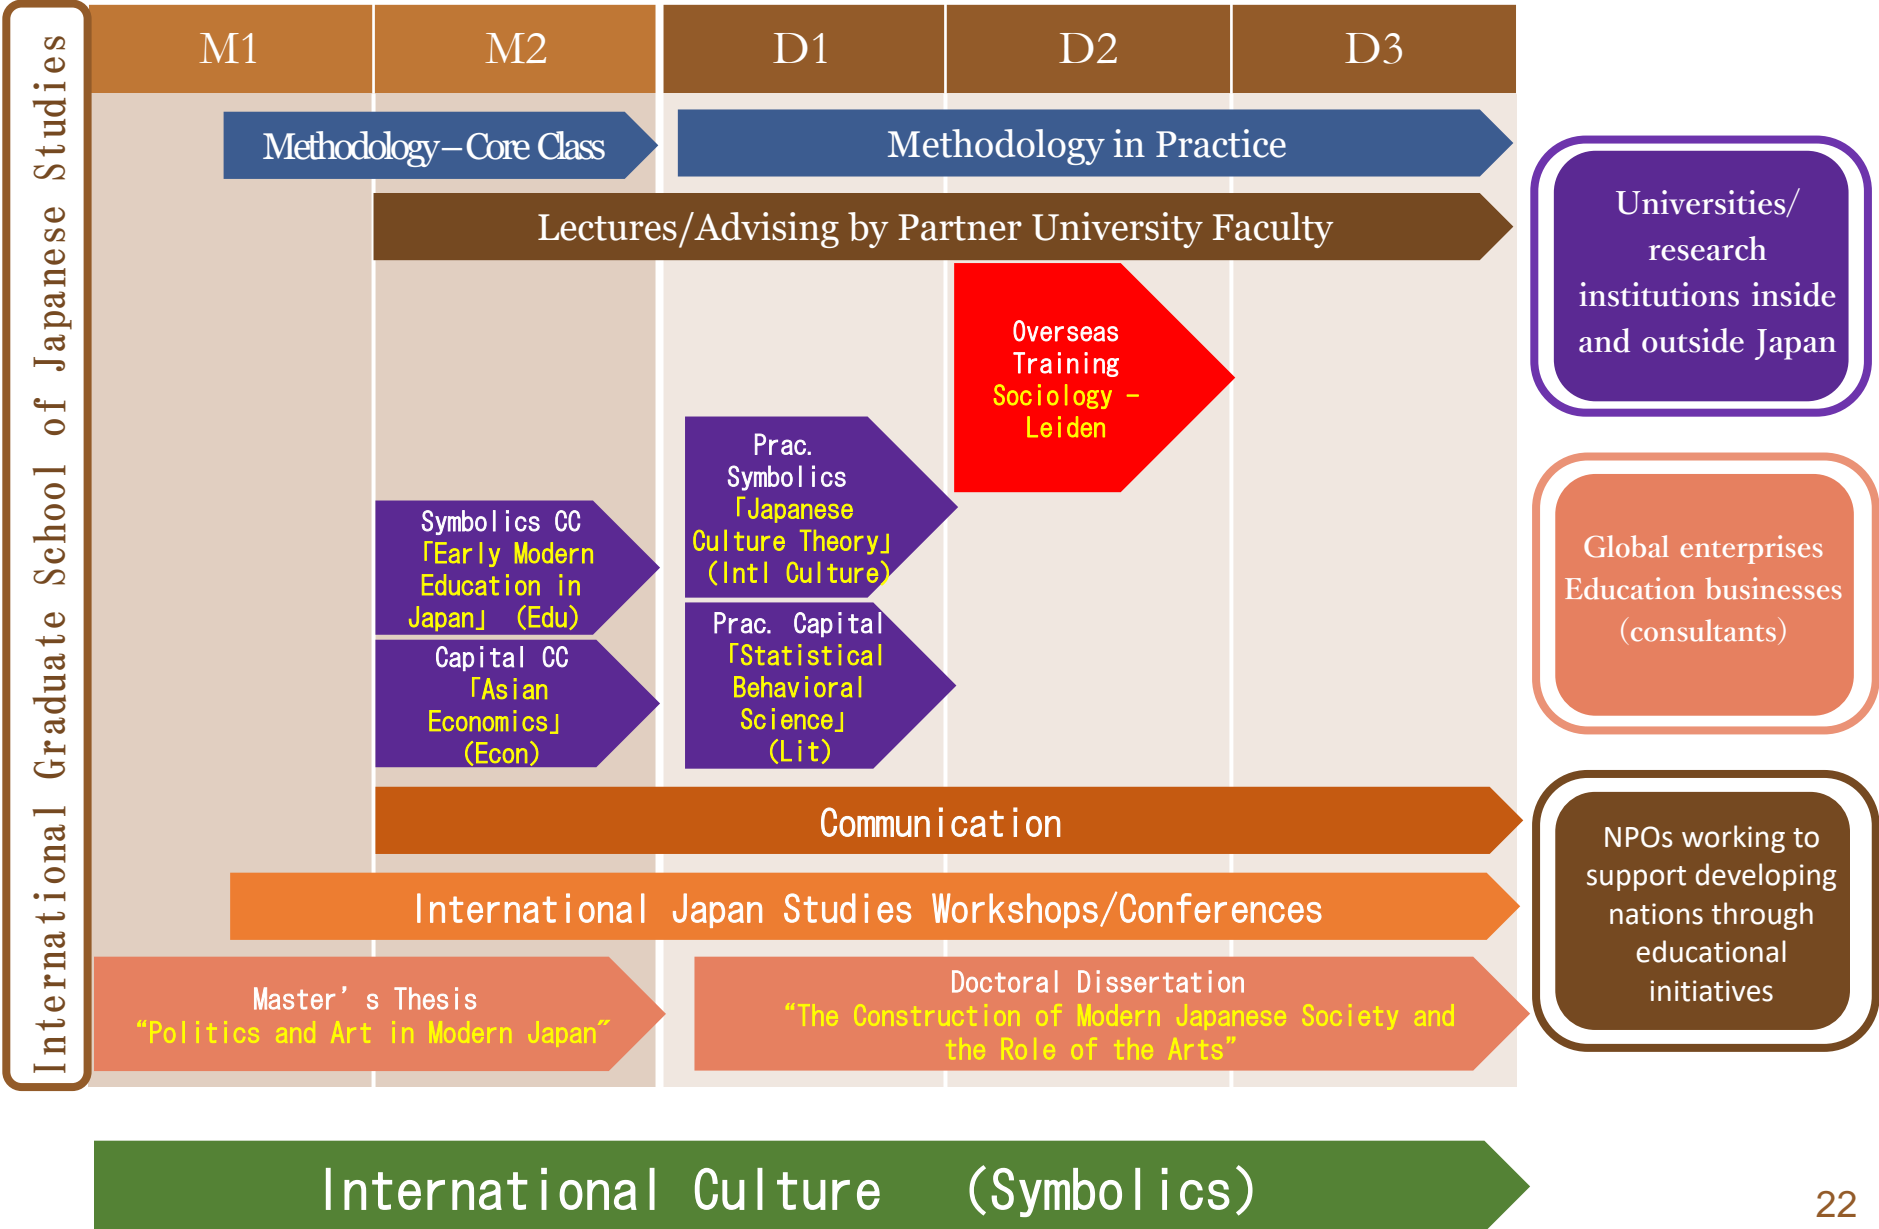 International Graduate School of Japanese Studies
M1
M2
D1
D2
D3
Methodology–Core Class
Methodology in Practice
Lectures/Advising by Partner University Faculty
Overseas
Training
Sociology –
Leiden
Prac.
Symbolics
「Japanese
Culture Theory」
(Intl Culture)
Symbolics CC
「Early Modern
Education in
Japan」 (Edu)
Prac. Capital
「Statistical
Behavioral
Science」
(Lit)
Capital CC
「Asian
Economics」
(Econ)
Communication
International Japan Studies Workshops/Conferences
Master’s Thesis
“Politics and Art in Modern Japan”
Doctoral Dissertation
“The Construction of Modern Japanese Society and
the Role of the Arts”
International Culture (Symbolics)
Universities/
research
institutions inside
and outside Japan
Global enterprises
Education businesses
(consultants)
NPOs working to
support developing
nations through
educational
initiatives
22